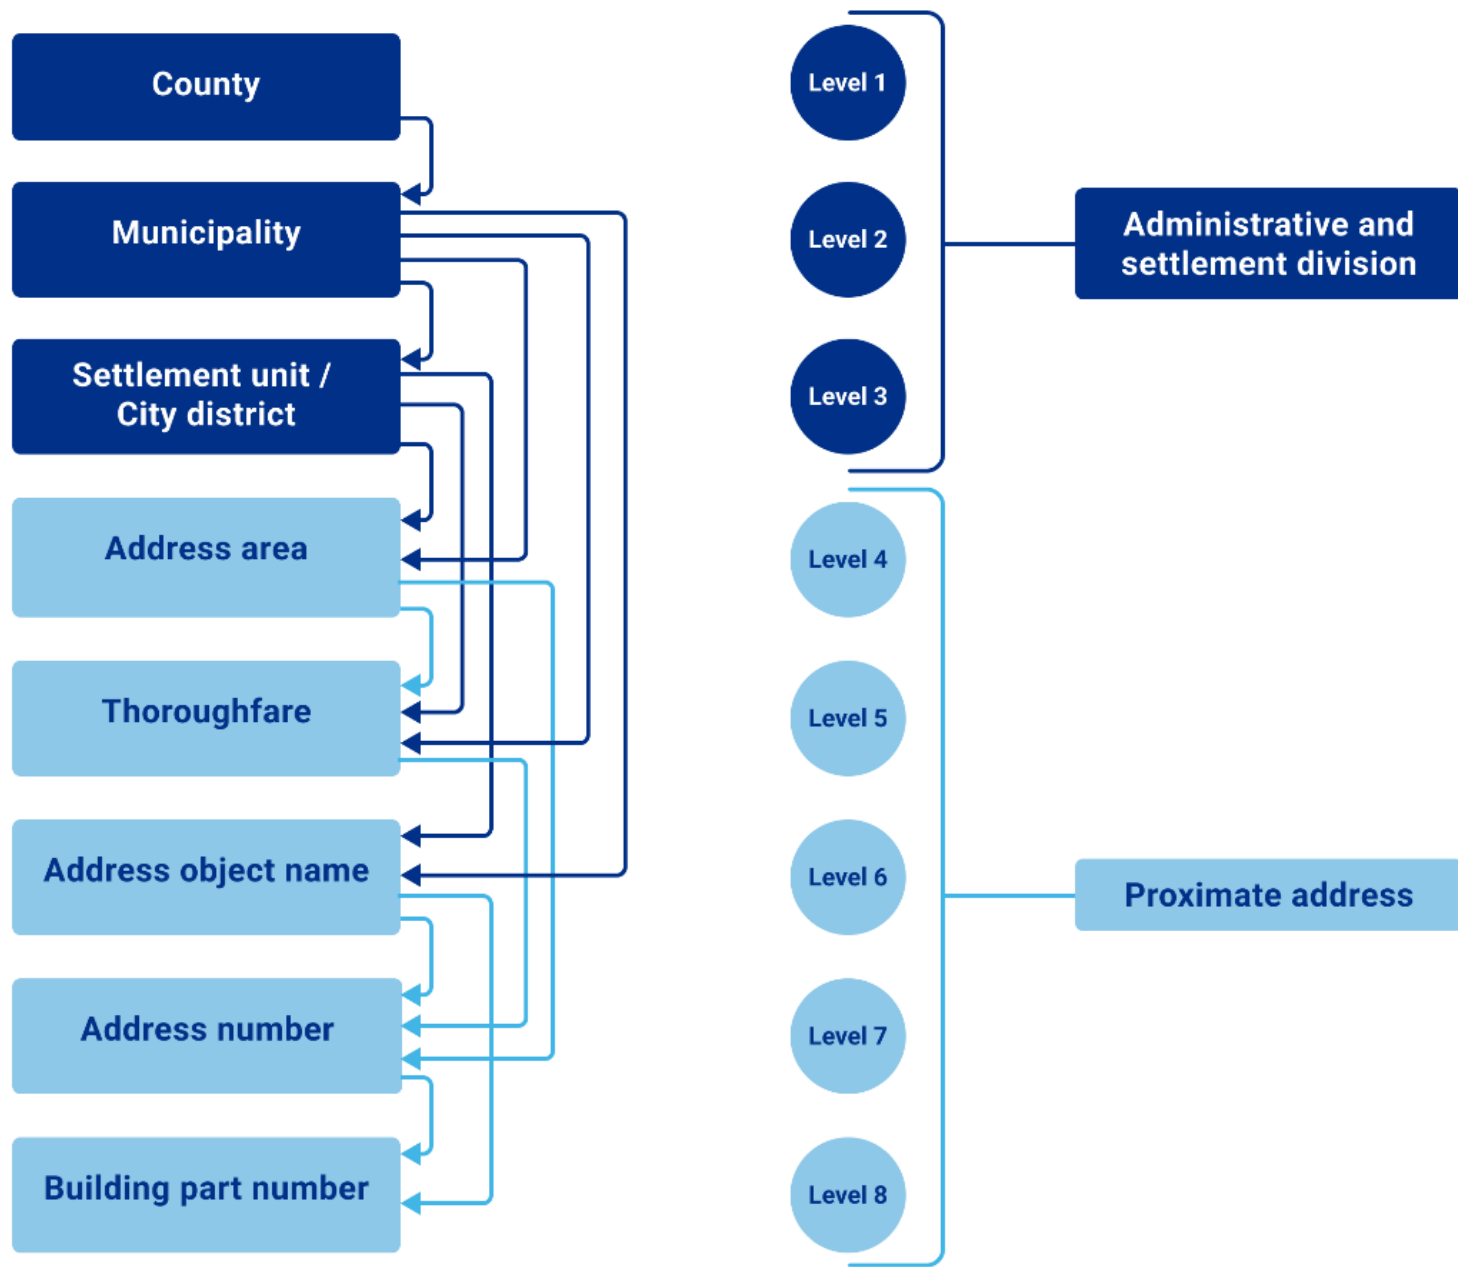 County
Municipality
Settlement unit /
City district
Address area
Thoroughfare
Address object name
Address number
Building part number
Level 1
Level 2
Level 3
Level 4
Level 5
Level 6
Level 7
Level 8
Administrative and
settlement division
Proximate address